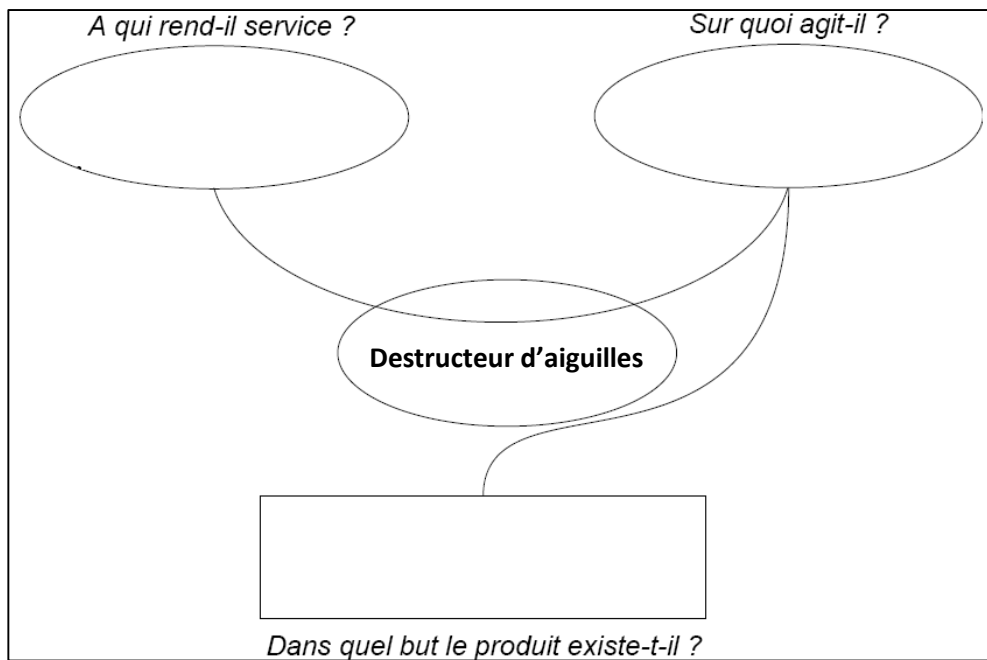 A qui rend-il service ?
Sur quoi agit-il ?
Destructeur d’aiguilles
Dans quel but le produit existe-t-il ?